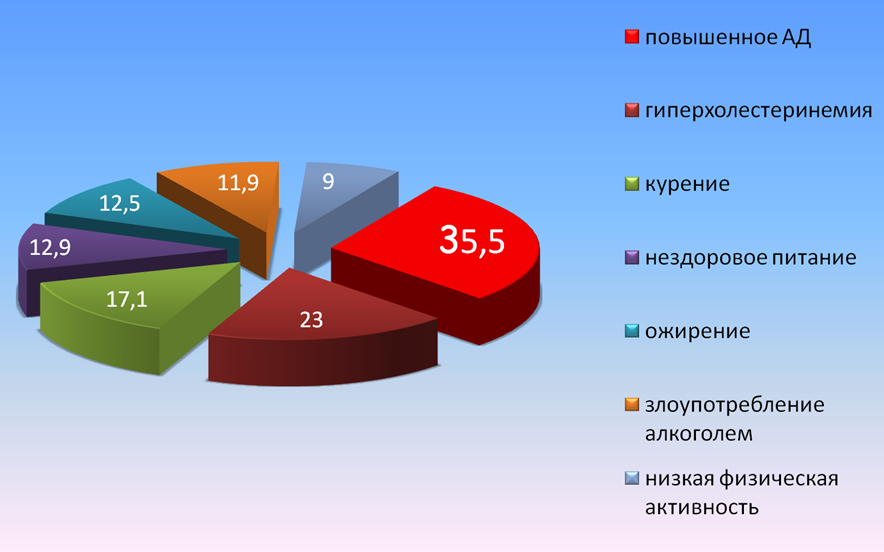 повышенное АД
гиперхолестеринемия
курение
нездоровое питание
ожирение
злоупотребление
алкоголем
низкая физическая
активность
35,5
23
17,1
12,9
12,5
11,9
9